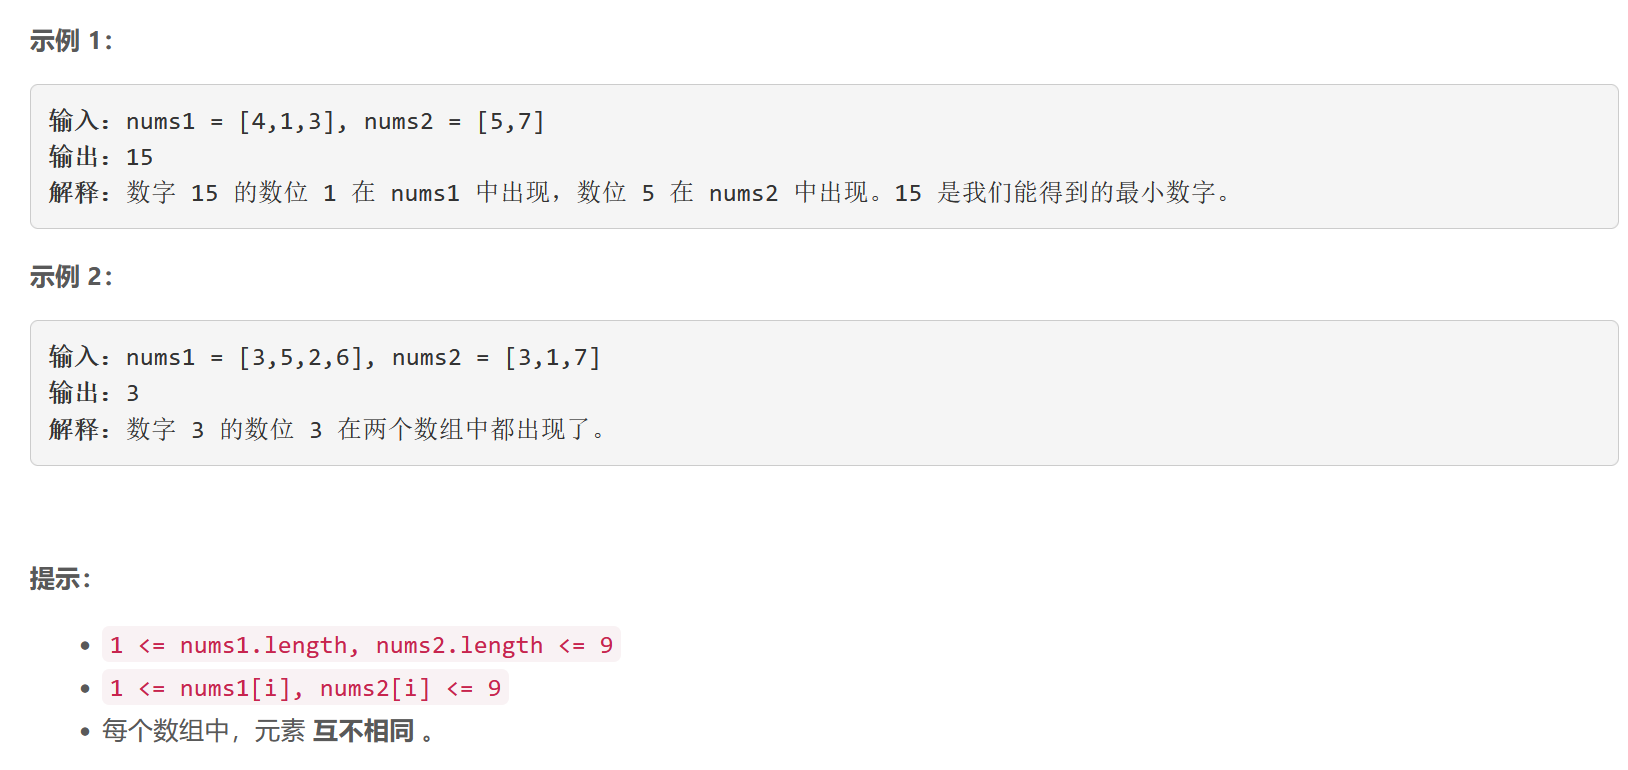 示例 1：
输入：nums1 = [4,1,3], nums2 = [5,7]
输出：15
解释：数字 15 的数位 1 在 nums1 中出现，数位 5 在 nums2 中出现。15 是我们能得到的最小数字。
示例 2：
输入：nums1 = [3,5,2,6], nums2 = [3,1,7]
输出：3
解释：数字 3 的数位 3 在两个数组中都出现了。
提示：
1 <= nums1.length, nums2.length <= 9
1 <= nums1[i], nums2[i] <= 9
每个数组中，元素 互不相同 。